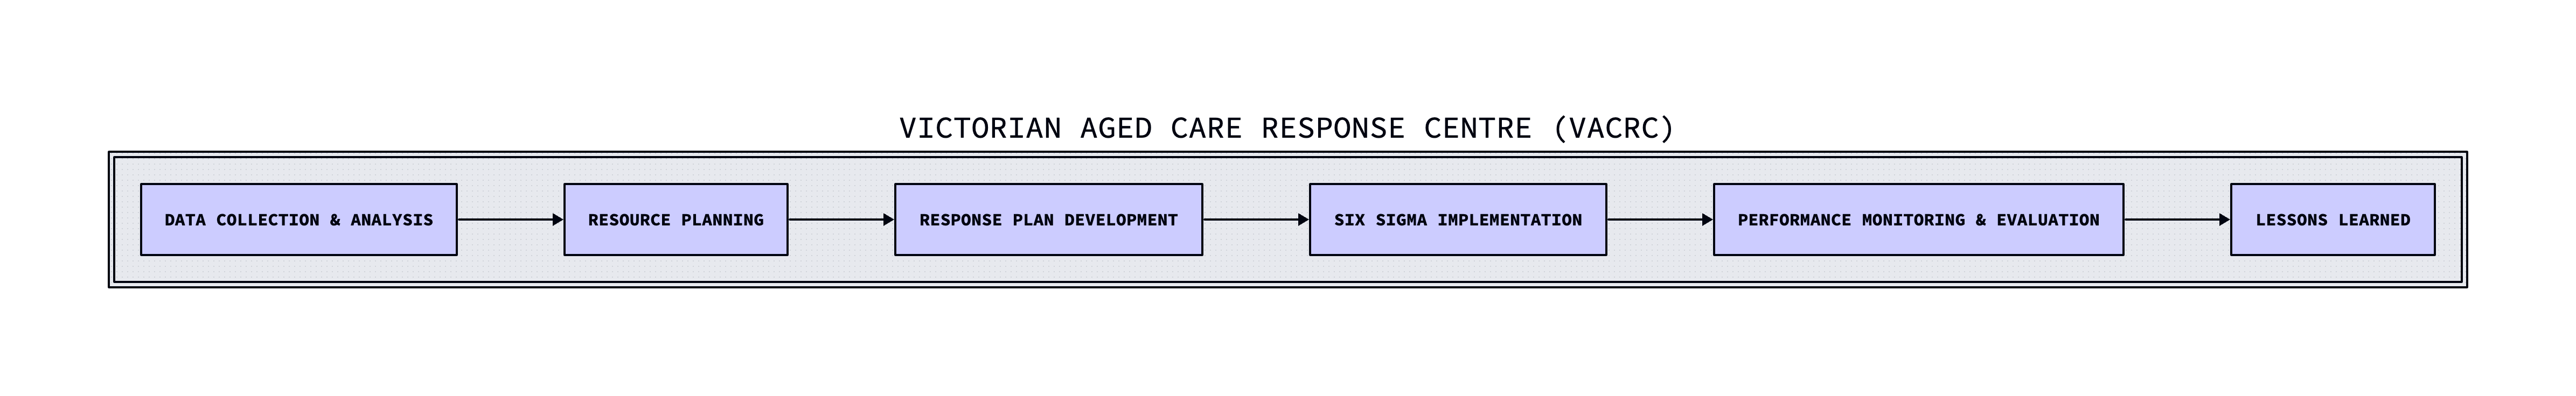 VICTORIAN AGED CARE RESPONSE CENTRE (VACRC)
DATA COLLECTION & ANALYSIS
RESOURCE PLANNING
RESPONSE PLAN DEVELOPMENT
SIX SIGMA IMPLEMENTATION
PERFORMANCE MONITORING & EVALUATION
LESSONS LEARNED